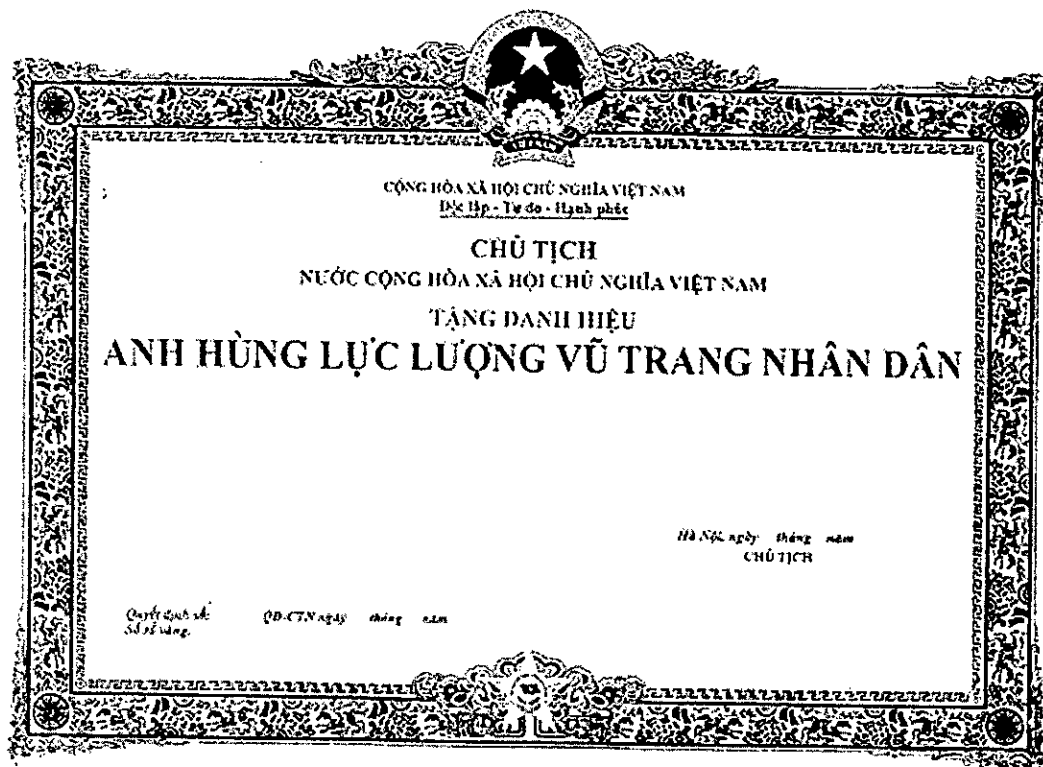 CỘNG HÒA XÃ HỘI CHỦ NGHĨA VIỆT NAM
Độc lập - Tự do - Hạnh phúc
CHỦ TỊCH
NƯỚC CỘNG HÒA XÃ HỘI CHỦ NGHĨA VIỆT NAM
TẶNG DANH HIỆU
ANH HÙNG LỰC LƯỢNG VŨ TRANG NHÂN DÂN
Hà Nội, ngày tháng năm
CHỦ TỊCH
Quyết định số: QĐ-CTN ngày tháng năm
Số sổ vàng: